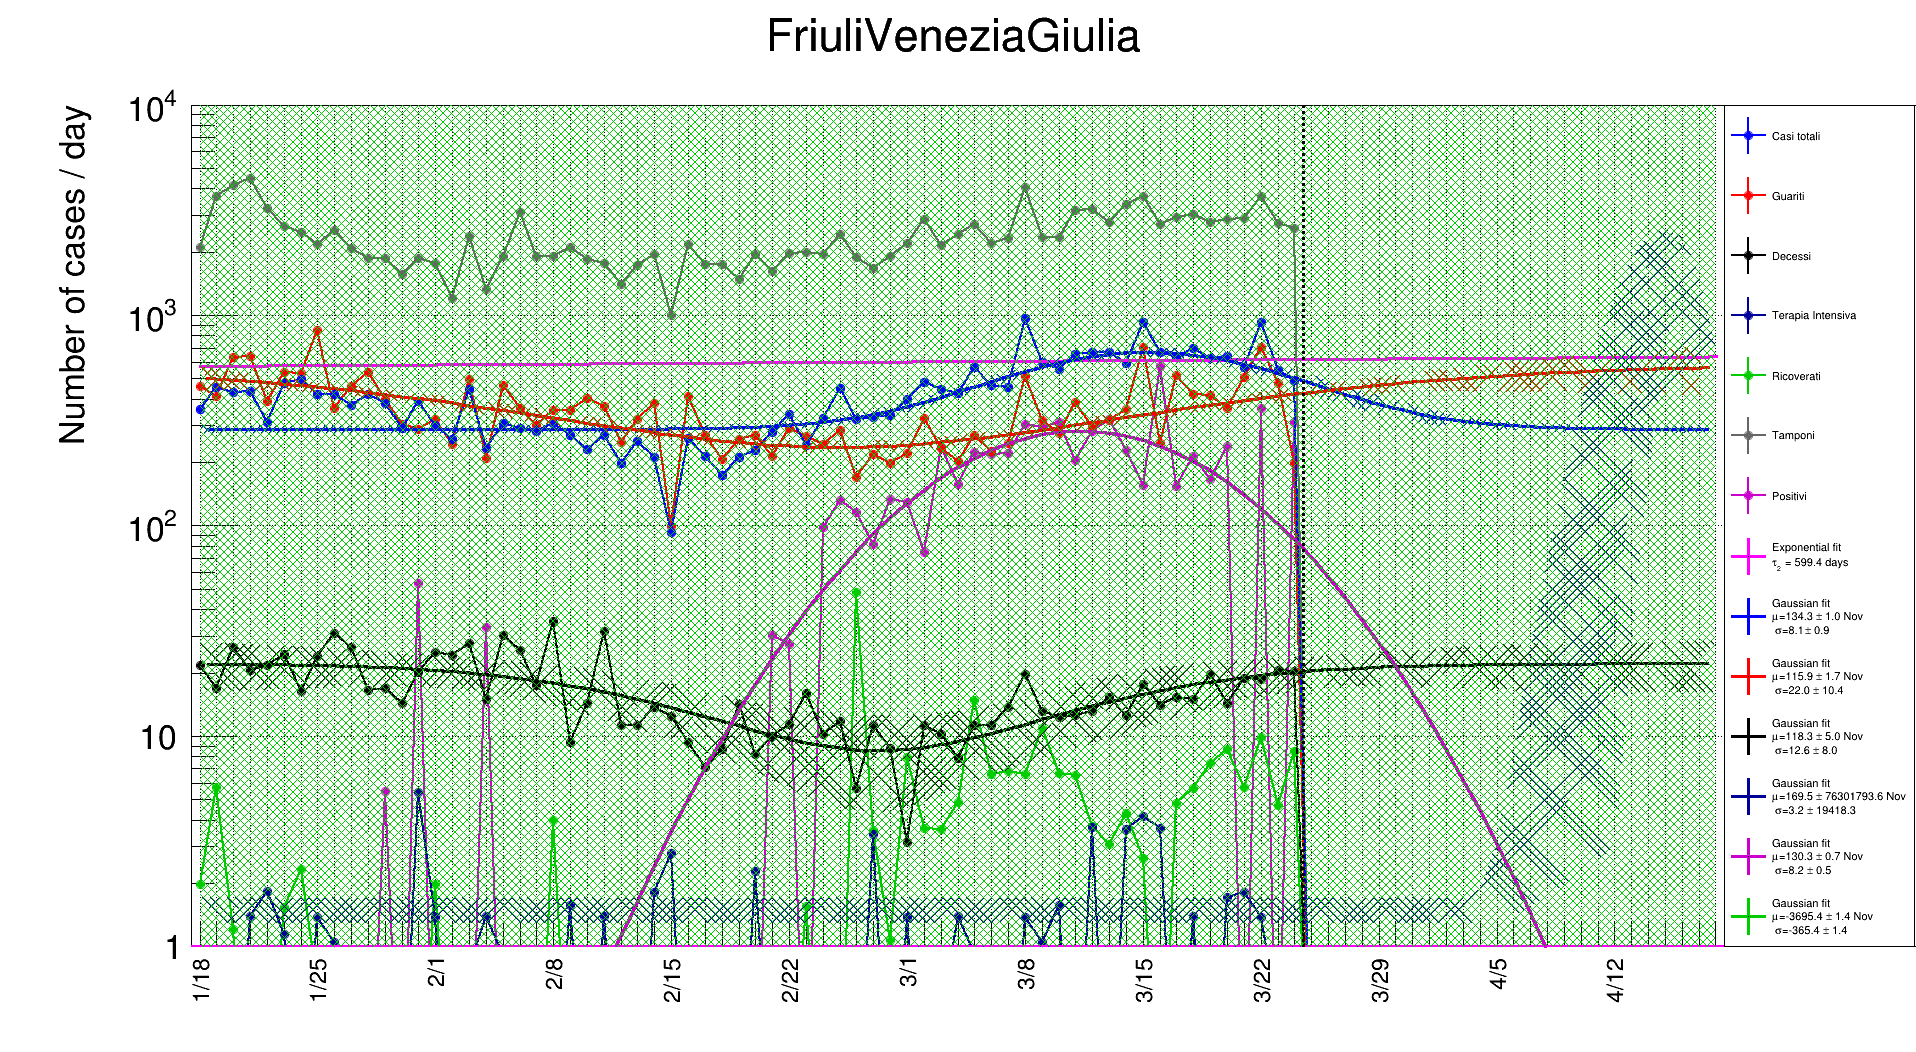 FriuliVeneziaGiulia
Number of cases / day
10^4
10^3
10^2
10
1
1/18
1/25
2/1
2/8
2/15
2/22
3/1
3/8
3/15
3/22
3/29
4/5
4/12
Casi totali
Guariti
Decessi
Terapia Intensiva
Ricoverati
Tamponi
Positivi
Exponential fit
τ2 = 599.4 days
Gaussian fit
μ=134.3 ± 1.0 Nov
σ=8.1 ± 0.9
Gaussian fit
μ=115.9 ± 1.7 Nov
σ=22.0 ± 10.4
Gaussian fit
μ=118.3 ± 5.0 Nov
σ=12.6 ± 8.0
Gaussian fit
μ=169.5 ± 76301793.6 Nov
σ=3.2 ± 19418.3
Gaussian fit
μ=130.3 ± 0.7 Nov
σ=8.2 ± 0.5
Gaussian fit
μ=-3695.4 ± 1.4 Nov
σ=-365.4 ± 1.4